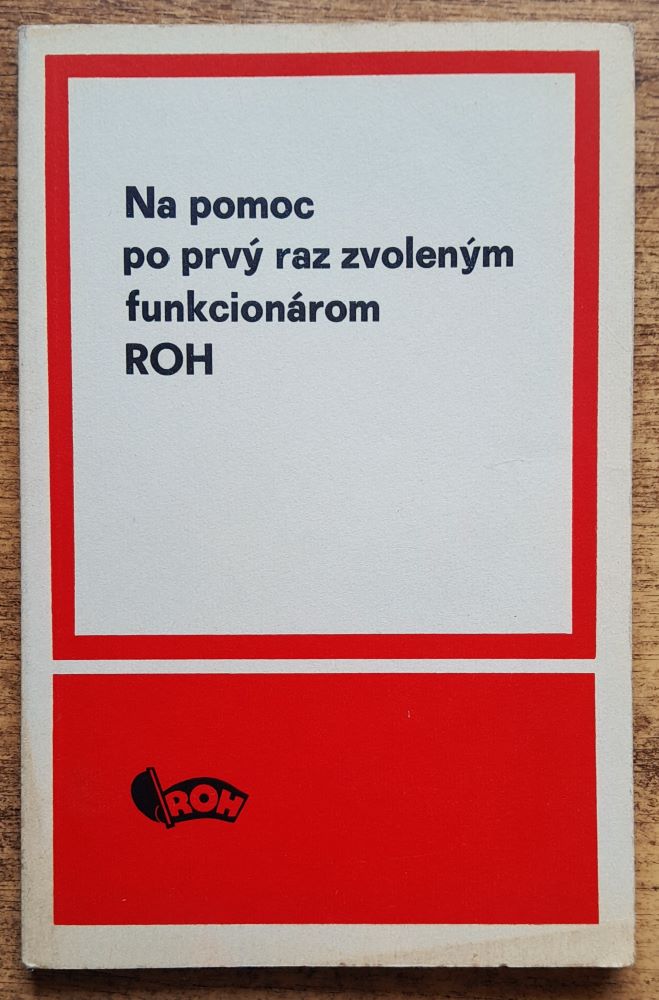 Na pomoc
po prvý raz zvoleným
funkcionárom
ROH
ROH